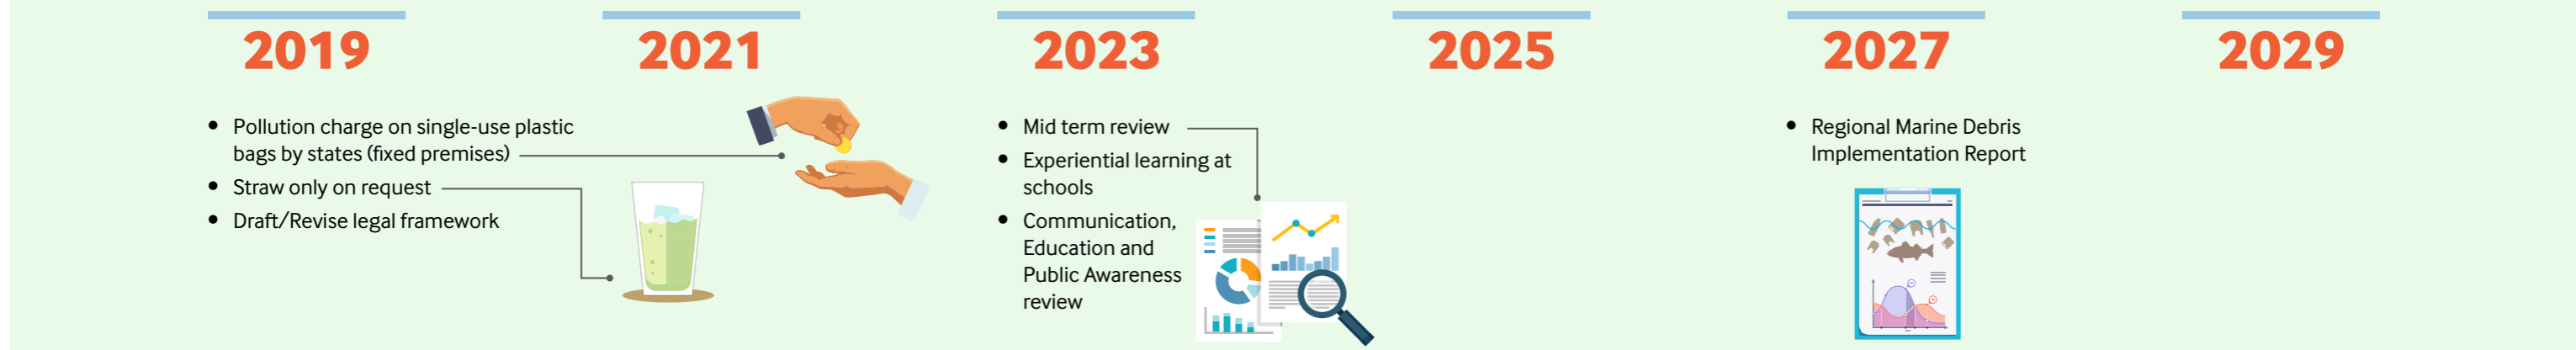 2019
2021
2023
2025
2027
2029
• Pollution charge on single-use plastic
bags by states (fixed premises)
• Straw only on request
• Draft/Revise legal framework
• Mid term review
• Experiential learning at
schools
• Communication,
Education and
Public Awareness
review
• Regional Marine Debris
Implementation Report